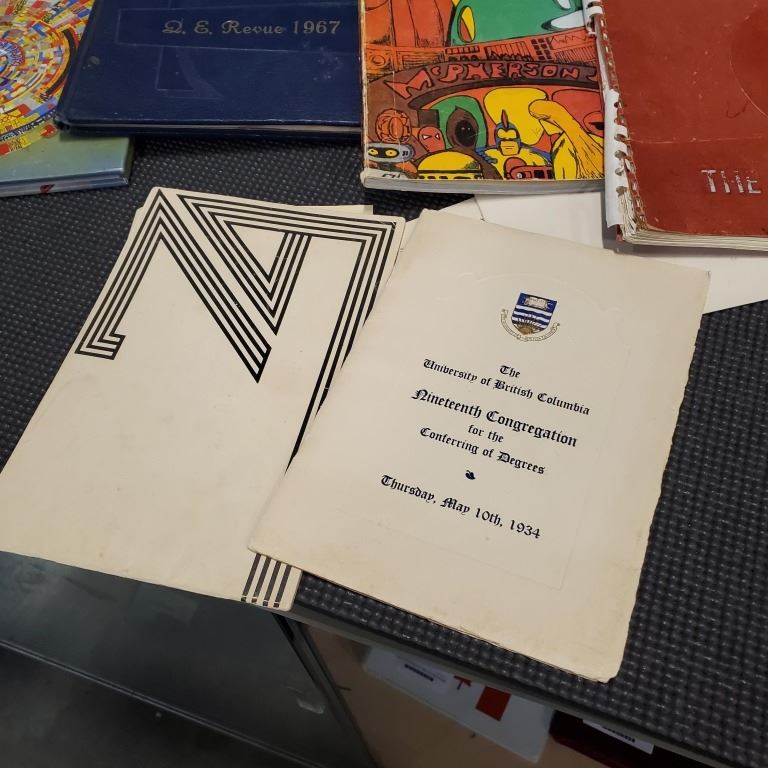 Q. E. Revue 1967
McPHERSON
THE
The
University of British Columbia
Nineteenth Congregation
for the
Conferring of Degrees
Thursday, May 10th, 1934